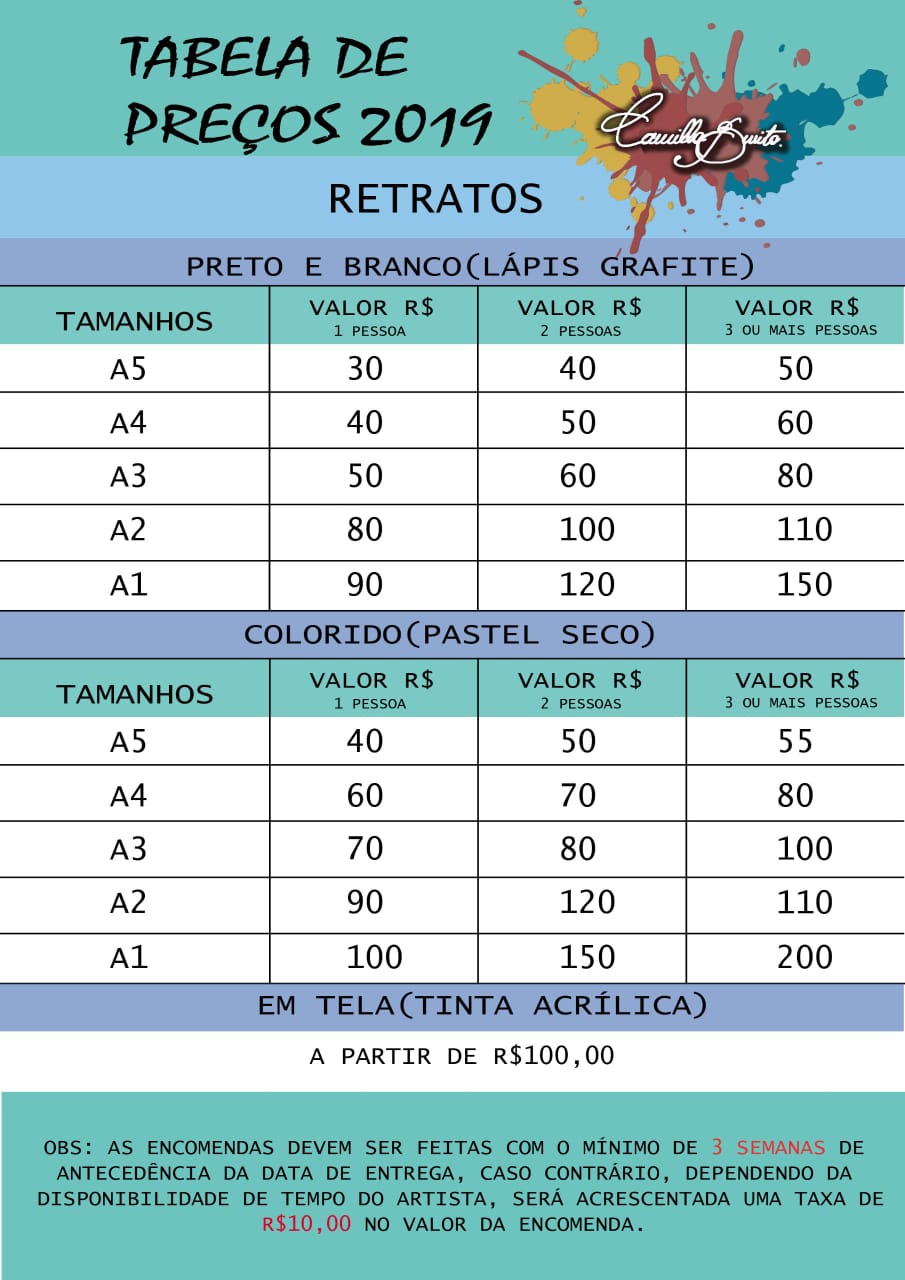 TABELA DE
PREÇOS 2019
Camilla Brito.
RETRATOS
PRETO E BRANCO(LÁPIS GRAFITE)
TAMANHOS VALOR R$ VALOR R$ VALOR R$
1 PESSOA 2 PESSOAS 3 OU MAIS PESSOAS
A5 30 40 50
A4 40 50 60
A3 50 60 80
A2 80 100 110
A1 90 120 150
COLORIDO(PASTEL SECO)
TAMANHOS VALOR R$ VALOR R$ VALOR R$
1 PESSOA 2 PESSOAS 3 OU MAIS PESSOAS
A5 40 50 55
A4 60 70 80
A3 70 80 100
A2 90 120 110
A1 100 150 200
EM TELA(TINTA ACRÍLICA)
A PARTIR DE R$100,00
OBS: AS ENCOMENDAS DEVEM SER FEITAS COM O MÍNIMO DE 3 SEMANAS DE
ANTECEDÊNCIA DA DATA DE ENTREGA, CASO CONTRÁRIO, DEPENDENDO DA
DISPONIBILIDADE DE TEMPO DO ARTISTA, SERÁ ACRESCENTADA UMA TAXA DE
R$10,00 NO VALOR DA ENCOMENDA.